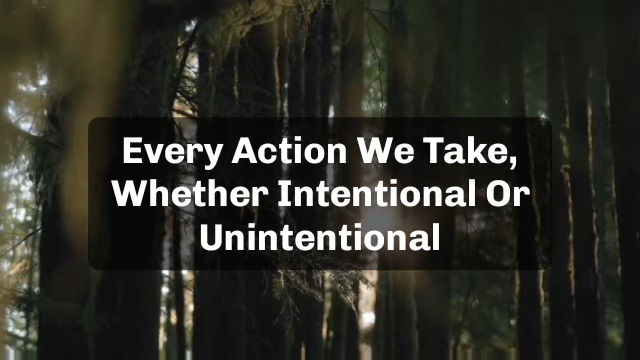 Every Action We Take,
Whether Intentional Or
Unintentional